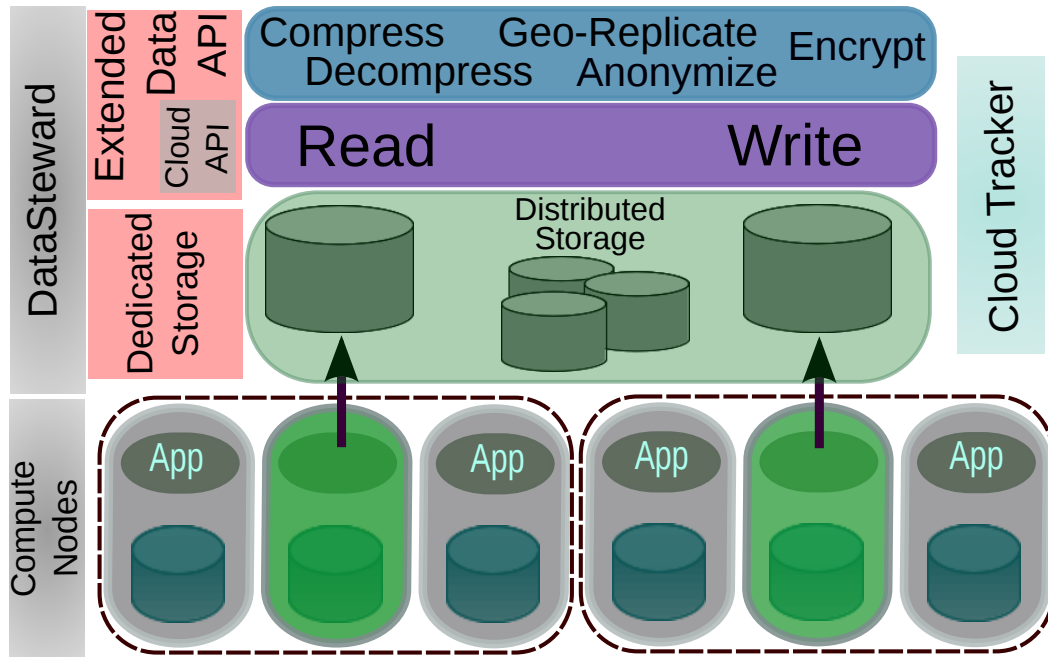 DataSteward
Extended
Data
API
Cloud
API
Compress
Geo-Replicate
Encrypt
Decompress
Anonymize
Read
Write
Cloud Tracker
Dedicated
Storage
Distributed
Storage
Compute
Nodes
App
App
App
App